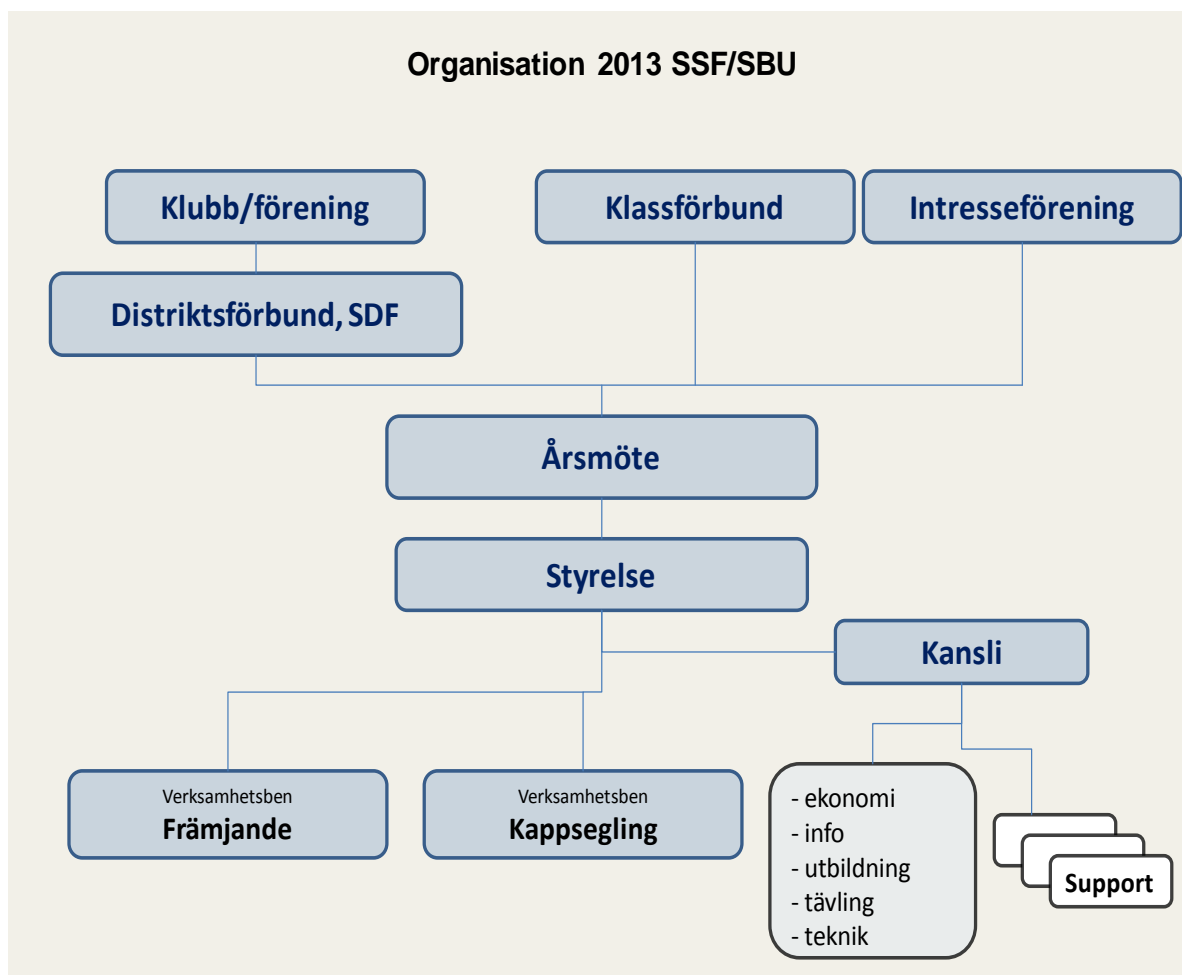 Organisation 2013 SSF/SBU
Klubb/förening
Klassförbund
Intresseförening
Distriktsförbund, SDF
Årsmöte
Styrelse
Kansli
Verksamhetsben
Främjande
Verksamhetsben
Kappsegling
- ekonomi
- info
- utbildning
- tävling
- teknik
Support